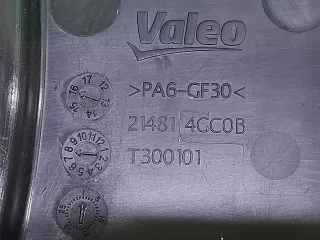 Valeo
>PA6-GF30<
21481 4GC0B
T300101